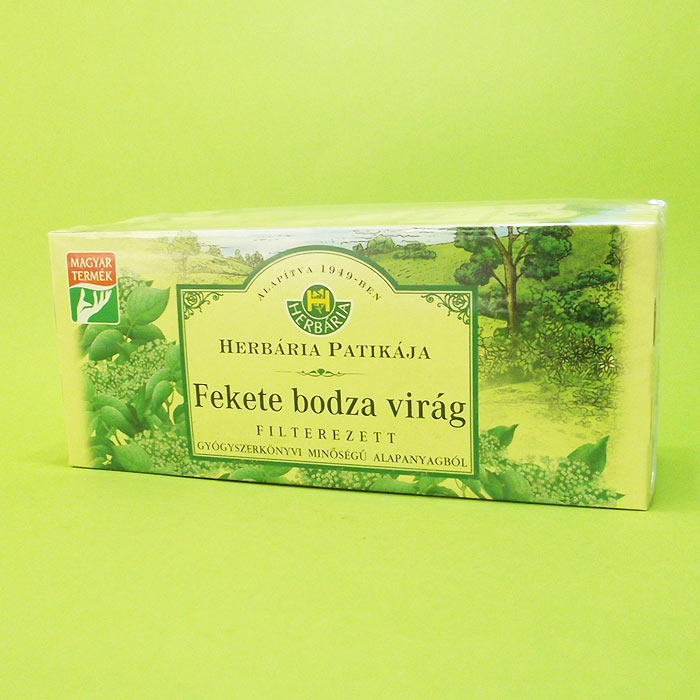 MAGYAR
TERMÉK
ALAPÍTVA 1949-BEN
HERBÁRIA
HERBÁRIA PATIKÁJA
Fekete bodza virág
FILTEREZETT
GYÓGYSZERKÖNYVI MINŐSÉGŰ ALAPANYAGBÓL